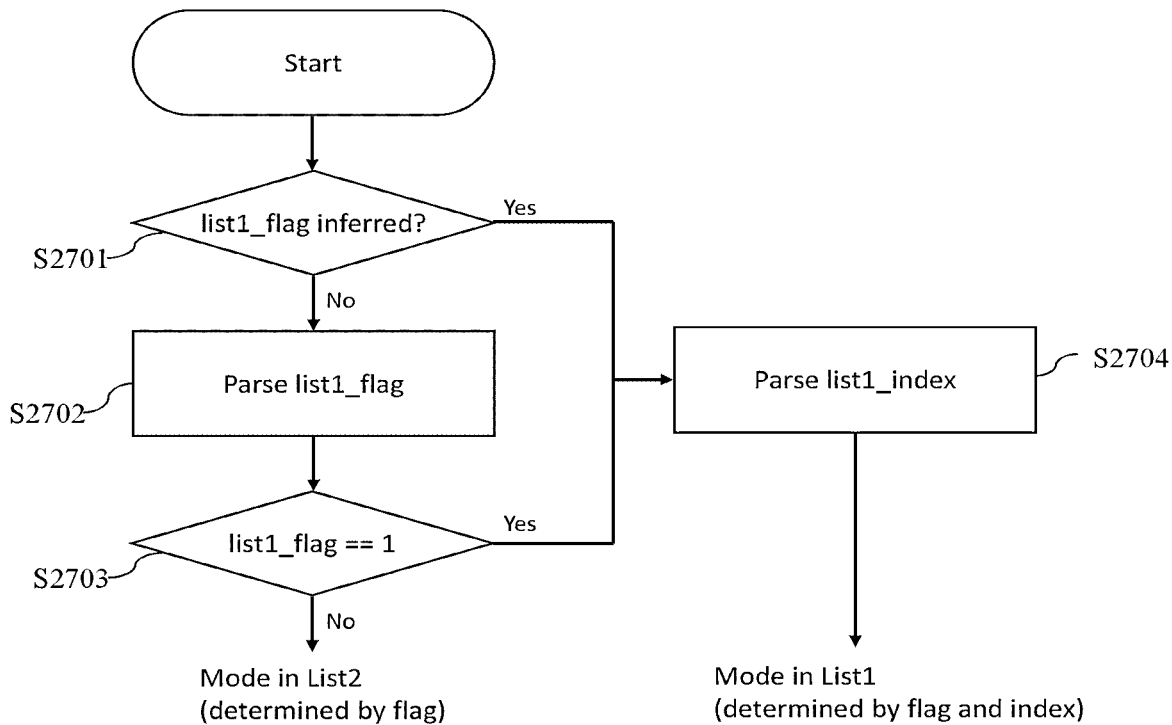 Start
list1_flag inferred?
Yes
S2701
No
Parse list1_flag
S2702
Parse list1_index
S2704
list1_flag == 1
Yes
S2703
No
Mode in List2
(determined by flag)
Mode in List1
(determined by flag and index)